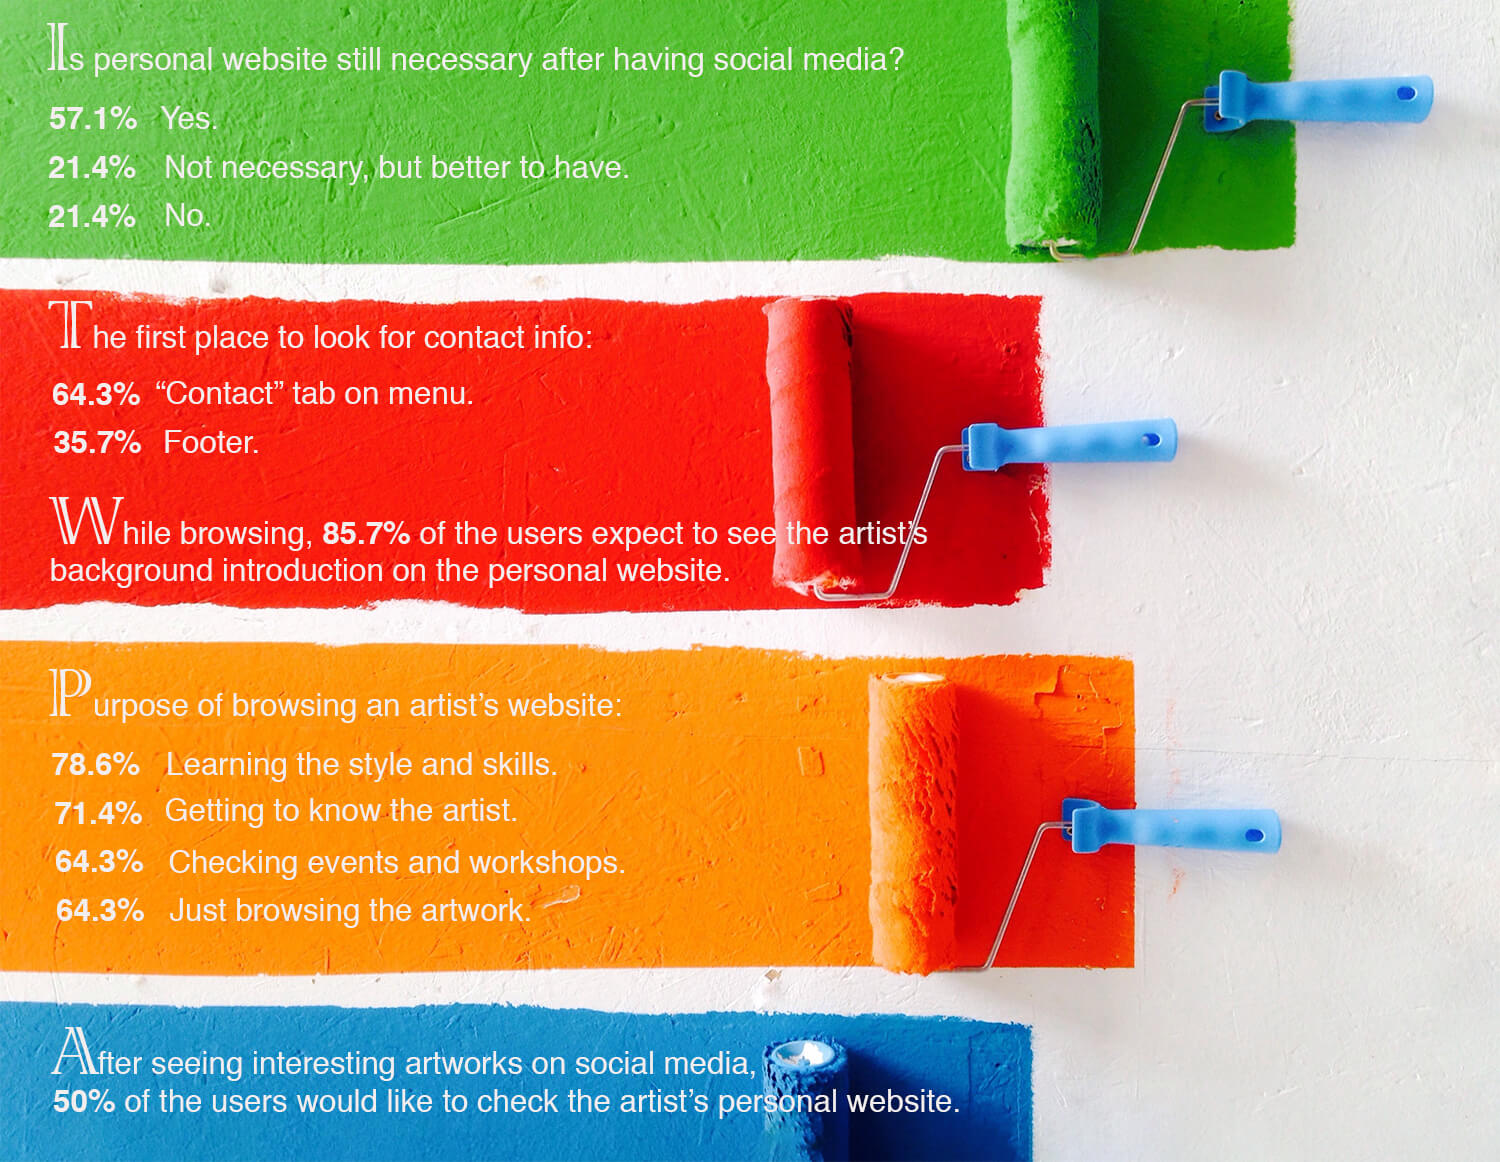 Is personal website still necessary after having social media?
57.1% Yes.
21.4% Not necessary, but better to have.
21.4% No.
The first place to look for contact info:
64.3% “Contact” tab on menu.
35.7% Footer.
While browsing, 85.7% of the users expect to see the artist’s
background introduction on the personal website.
Purpose of browsing an artist’s website:
78.6% Learning the style and skills.
71.4% Getting to know the artist.
64.3% Checking events and workshops.
64.3% Just browsing the artwork.
After seeing interesting artworks on social media,
50% of the users would like to check the artist’s personal website.